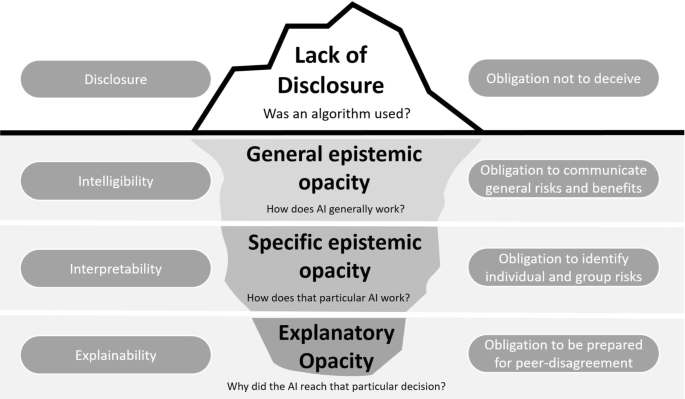 Disclosure
Lack of
Disclosure
Was an algorithm used?
Obligation not to deceive
Intelligibility
General epistemic
opacity
How does AI generally work?
Obligation to communicate
general risks and benefits
Interpretability
Specific epistemic
opacity
How does that particular AI work?
Obligation to identify
individual and group risks
Explainability
Explanatory
Opacity
Why did the AI reach that particular decision?
Obligation to be prepared
for peer-disagreement